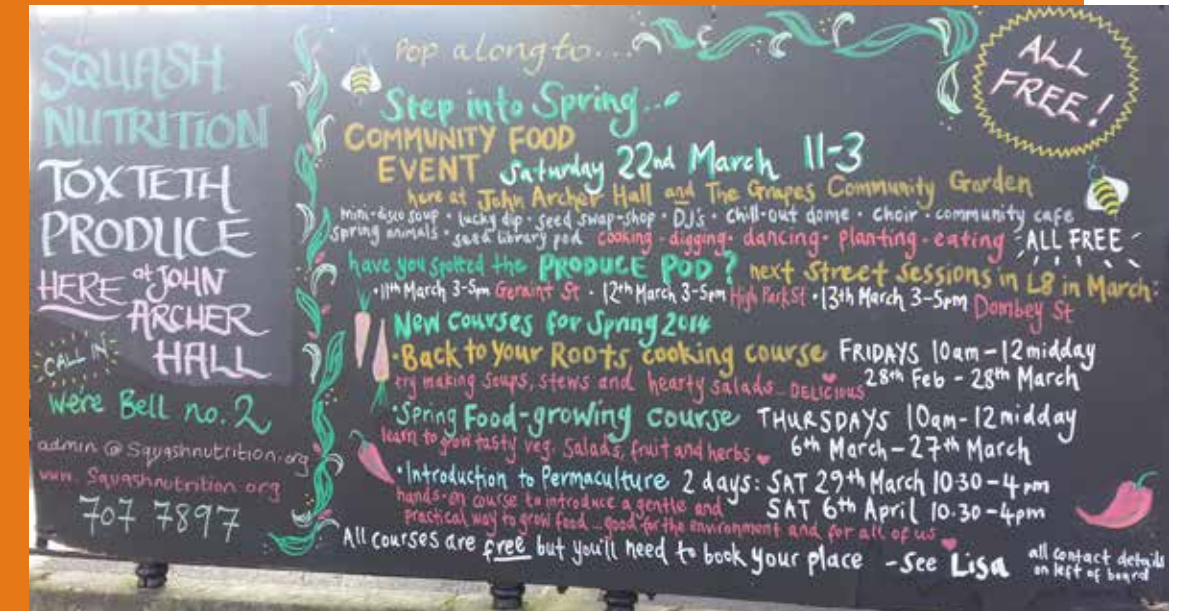 SQUASH
NUTRITION
TOXTETH
PRODUCE
HERE at JOHN
ARCHER
HALL
CALL IN
we're Bell no. 2
admin@squashnutrition.org
www.squashnutrition.org
707 7897
Pop along to...
Step into Spring...
COMMUNITY FOOD
EVENT Saturday 22nd March 11-3
here at John Archer Hall and The Grapes Community Garden
mini-disco soup · lucky dip · seed swap-shop · DJ's · chill-out dome · choir · community cafe
spring animals · seed library pod cooking · digging · dancing · planting · eating ALL FREE
have you spotted the PRODUCE POD? next Street Sessions in L8 in March:
· 11th March 3-5pm Geraint St · 12th March 3-5pm High Park St · 13th March 3-5pm Dombey St
New Courses for Spring 2014
· Back to your Roots cooking course FRIDAYS 10am-12midday
try making soups, stews and hearty salads... DELICIOUS 28th Feb - 28th March
· Spring Food-growing course THURSDAYS 10am-12midday
learn to grow tasty veg. Salads, fruit and herbs 6th March - 27th March
· Introduction to Permaculture 2 days: SAT 29th March 10.30-4pm
hands-on course to introduce a gentle and SAT 6th April 10.30-4pm
practical way to grow food...good for the environment and for all of us
All courses are free but you'll need to book your place - See Lisa
all contact details
on left of board
ALL
FREE!